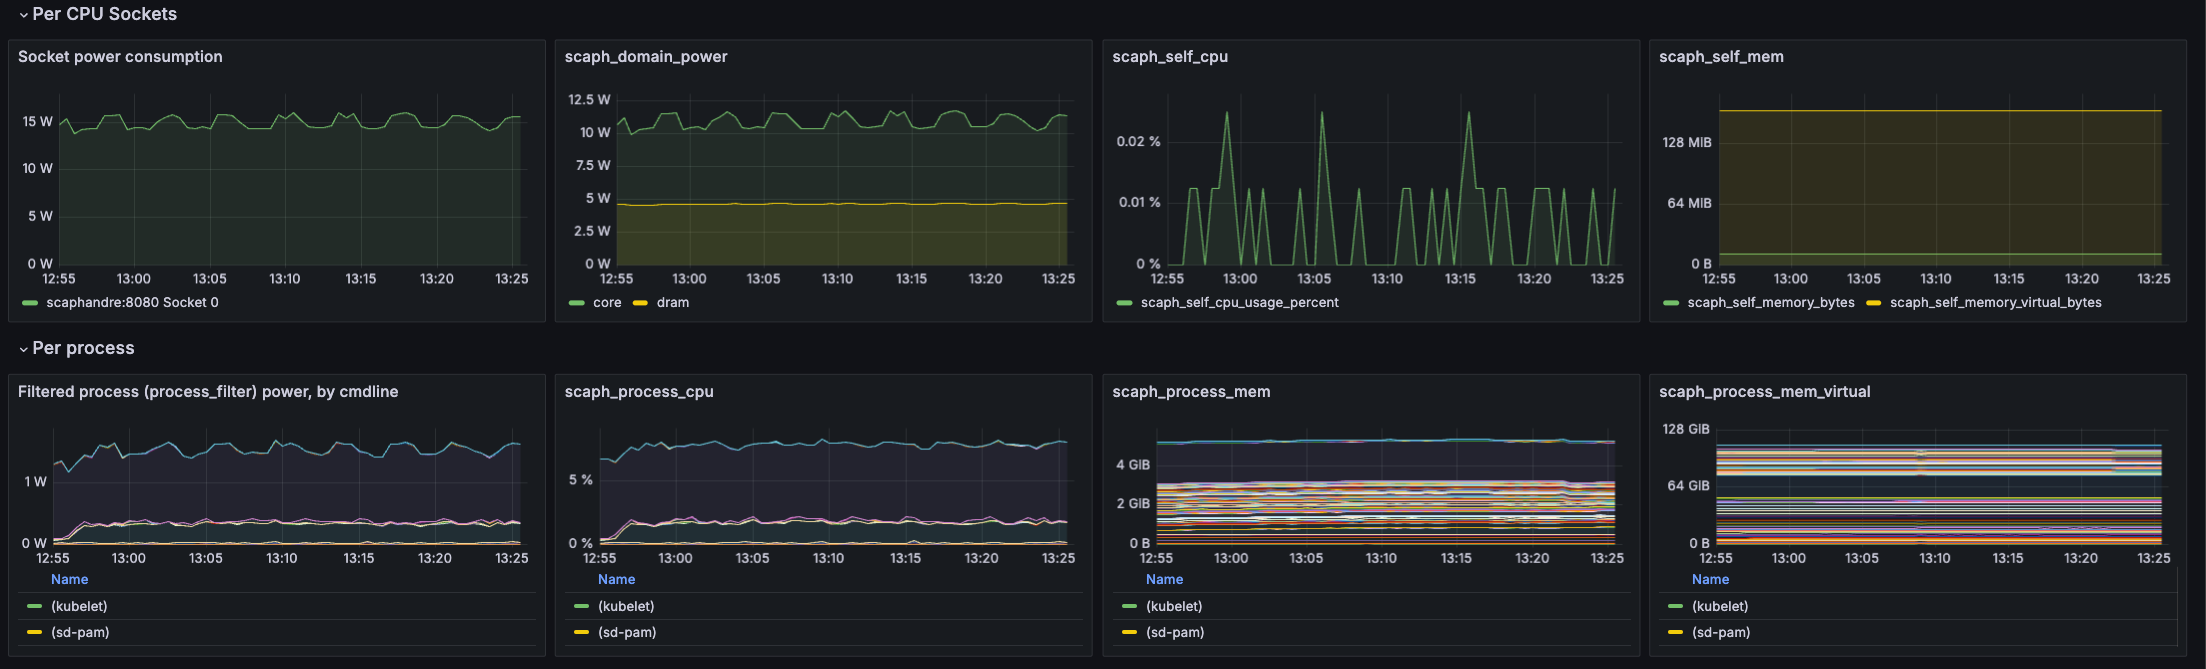 Per CPU Sockets
Socket power consumption
15 W
10 W
5 W
0 W
12:55 13:00 13:05 13:10 13:15 13:20 13:25
scaphandre:8080 Socket 0
scaph_domain_power
12.5 W
10 W
7.5 W
5 W
2.5 W
0 W
12:55 13:00 13:05 13:10 13:15 13:20 13:25
core dram
scaph_self_cpu
0.02 %
0.01 %
0 %
12:55 13:00 13:05 13:10 13:15 13:20 13:25
scaph_self_cpu_usage_percent
scaph_self_mem
128 MiB
64 MiB
0 B
12:55 13:00 13:05 13:10 13:15 13:20 13:25
scaph_self_memory_bytes scaph_self_memory_virtual_bytes
Per process
Filtered process (process_filter) power, by cmdline
1 W
0 W
12:55 13:00 13:05 13:10 13:15 13:20 13:25
Name
(kubelet)
(sd-pam)
scaph_process_cpu
5 %
0 %
12:55 13:00 13:05 13:10 13:15 13:20 13:25
Name
(kubelet)
(sd-pam)
scaph_process_mem
4 GiB
2 GiB
0 B
12:55 13:00 13:05 13:10 13:15 13:20 13:25
Name
(kubelet)
(sd-pam)
scaph_process_mem_virtual
128 GiB
64 GiB
0 B
12:55 13:00 13:05 13:10 13:15 13:20 13:25
Name
(kubelet)
(sd-pam)